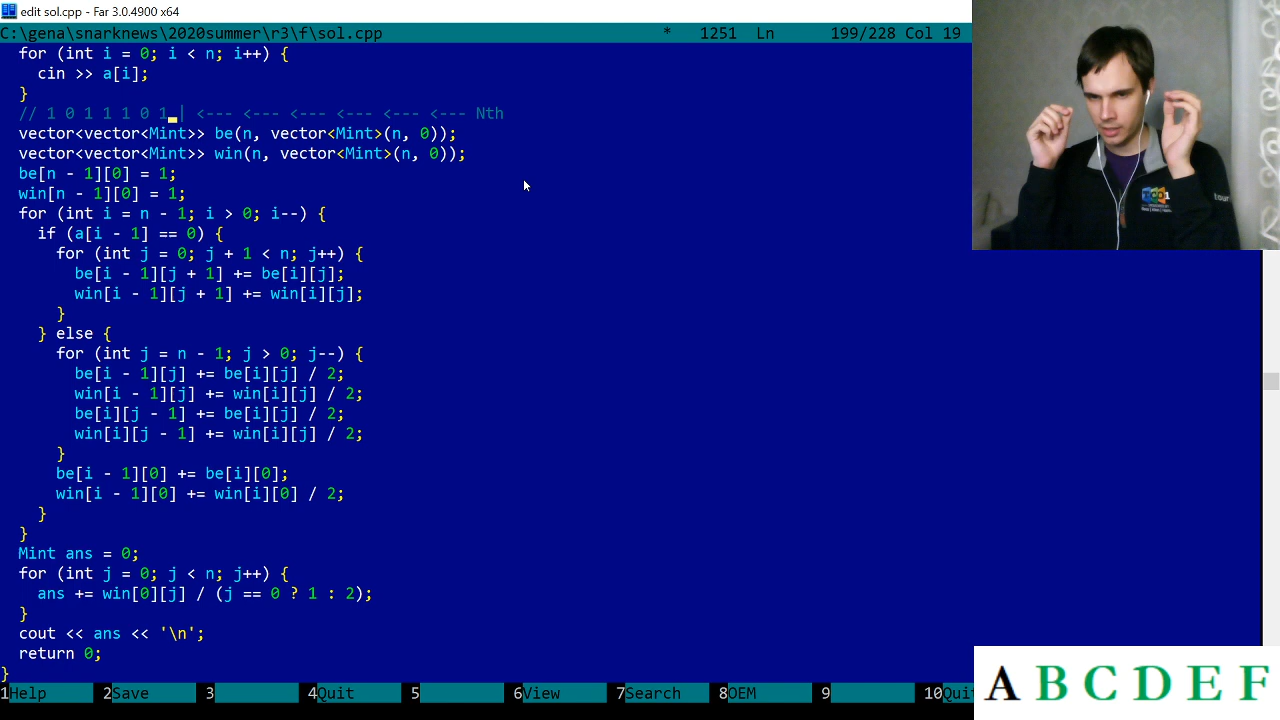 edit sol.cpp - Far 3.0.4900 x64
C:\gena\snarknews\2020summer\r3\f\sol.cpp * 1251 Ln 199/228 Col 19
for (int i = 0; i < n; i++) {
cin >> a[i];
}
// 1 0 1 1 1 0 1 | <--- <--- <--- <--- <--- <--- Nth
vector<vector<Mint>> be(n, vector<Mint>(n, 0));
vector<vector<Mint>> win(n, vector<Mint>(n, 0));
be[n - 1][0] = 1;
win[n - 1][0] = 1;
for (int i = n - 1; i > 0; i--) {
if (a[i - 1] == 0) {
for (int j = 0; j + 1 < n; j++) {
be[i - 1][j + 1] += be[i][j];
win[i - 1][j + 1] += win[i][j];
}
} else {
for (int j = n - 1; j > 0; j--) {
be[i - 1][j] += be[i][j] / 2;
win[i - 1][j] += win[i][j] / 2;
be[i][j - 1] += be[i][j] / 2;
win[i][j - 1] += win[i][j] / 2;
}
be[i - 1][0] += be[i][0];
win[i - 1][0] += win[i][0] / 2;
}
}
Mint ans = 0;
for (int j = 0; j < n; j++) {
ans += win[0][j] / (j == 0 ? 1 : 2);
}
cout << ans << '\n';
return 0;
}
1Help 2Save 3 4Quit 5 6View 7Search 8OEM 9 10Quit
A B C D E F